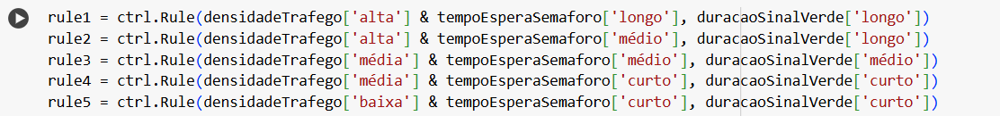 rule1 = ctrl.Rule(densidadeTrafego['alta'] & tempoEsperaSemaforo['longo'], duracaoSinalVerde['longo'])
rule2 = ctrl.Rule(densidadeTrafego['alta'] & tempoEsperaSemaforo['médio'], duracaoSinalVerde['longo'])
rule3 = ctrl.Rule(densidadeTrafego['média'] & tempoEsperaSemaforo['médio'], duracaoSinalVerde['médio'])
rule4 = ctrl.Rule(densidadeTrafego['média'] & tempoEsperaSemaforo['curto'], duracaoSinalVerde['curto'])
rule5 = ctrl.Rule(densidadeTrafego['baixa'] & tempoEsperaSemaforo['curto'], duracaoSinalVerde['curto'])